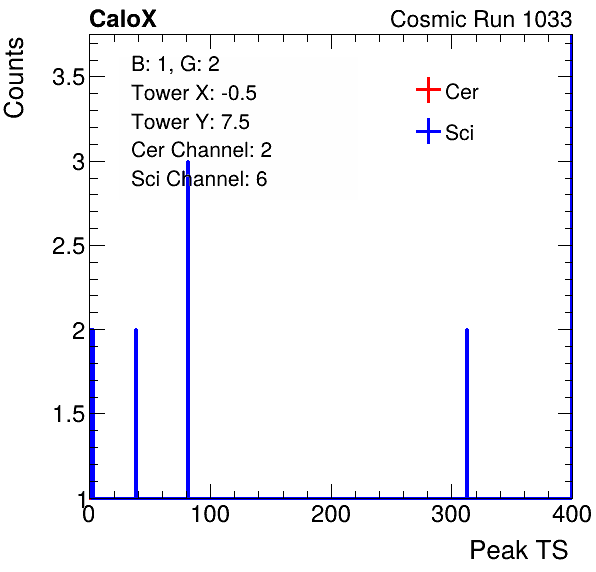 CaloX Cosmic Run 1033
Counts
B: 1, G: 2
Tower X: -0.5
Tower Y: 7.5
Cer Channel: 2
Sci Channel: 6
Cer
Sci
3.5
3
2.5
2
1.5
1
0 100 200 300 400
Peak TS